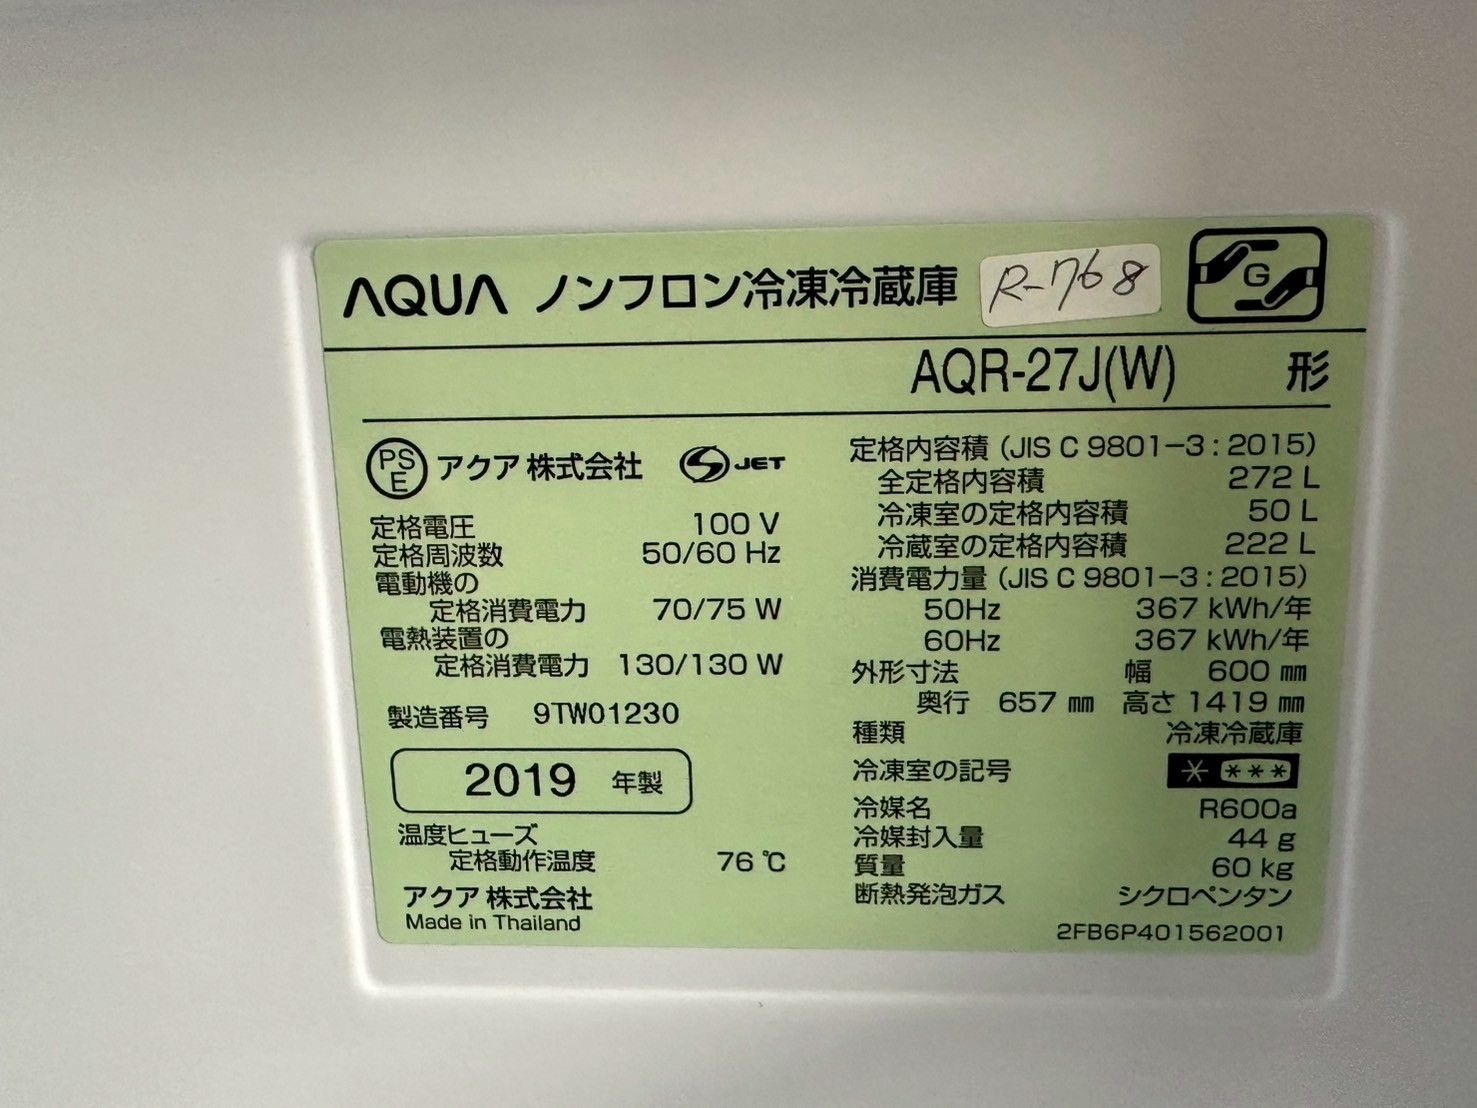 AQUA ノンフロン冷凍冷蔵庫 R-768
G
AQR-27J(W) 形
PSE アクア 株式会社 JET
定格電圧 100 V
定格周波数 50/60 Hz
電動機の
定格消費電力 70/75 W
電熱装置の
定格消費電力 130/130 W
製造番号 9TW01230
2019 年製
温度ヒューズ
定格動作温度 76 ℃
アクア 株式会社
Made in Thailand
定格内容積 (JIS C 9801-3 : 2015)
全定格内容積 272 L
冷凍室の定格内容積 50 L
冷蔵室の定格内容積 222 L
消費電力量 (JIS C 9801-3 : 2015)
50Hz 367 kWh/年
60Hz 367 kWh/年
外形寸法 幅 600 ㎜
奥行 657 ㎜ 高さ 1419 ㎜
種類 冷凍冷蔵庫
冷凍室の記号 * ***
冷媒名 R600a
冷媒封入量 44 g
質量 60 kg
断熱発泡ガス シクロペンタン
2FB6P401562001